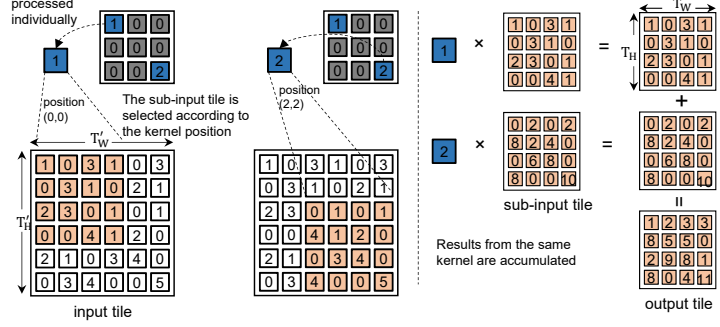 processed
individually
1
1 0 0
0 0 0
0 0 2
position
(0,0)
The sub-input tile is
selected according to
the kernel position
T'W
T'H
1 0 3 1 0 3
0 3 1 0 2 1
2 3 0 1 0 1
0 0 4 1 2 0
2 1 0 3 4 0
0 3 4 0 0 5
input tile
2
1 0 0
0 0 0
0 0 2
position
(2,2)
1 0 3 1 0 3
0 3 1 0 2 1
2 3 0 1 0 1
0 0 4 1 2 0
2 1 0 3 4 0
0 3 4 0 0 5
1 ×
1 0 3 1
0 3 1 0
2 3 0 1
0 0 4 1
=
TW
TH
1 0 3 1
0 3 1 0
2 3 0 1
0 0 4 1
+
2 ×
0 2 0 2
8 2 4 0
0 6 8 0
8 0 0 10
=
0 2 0 2
8 2 4 0
0 6 8 0
8 0 0 10
sub-input tile
=
Results from the same
kernel are accumulated
1 2 3 3
8 5 5 0
2 9 8 1
8 0 4 11
output tile